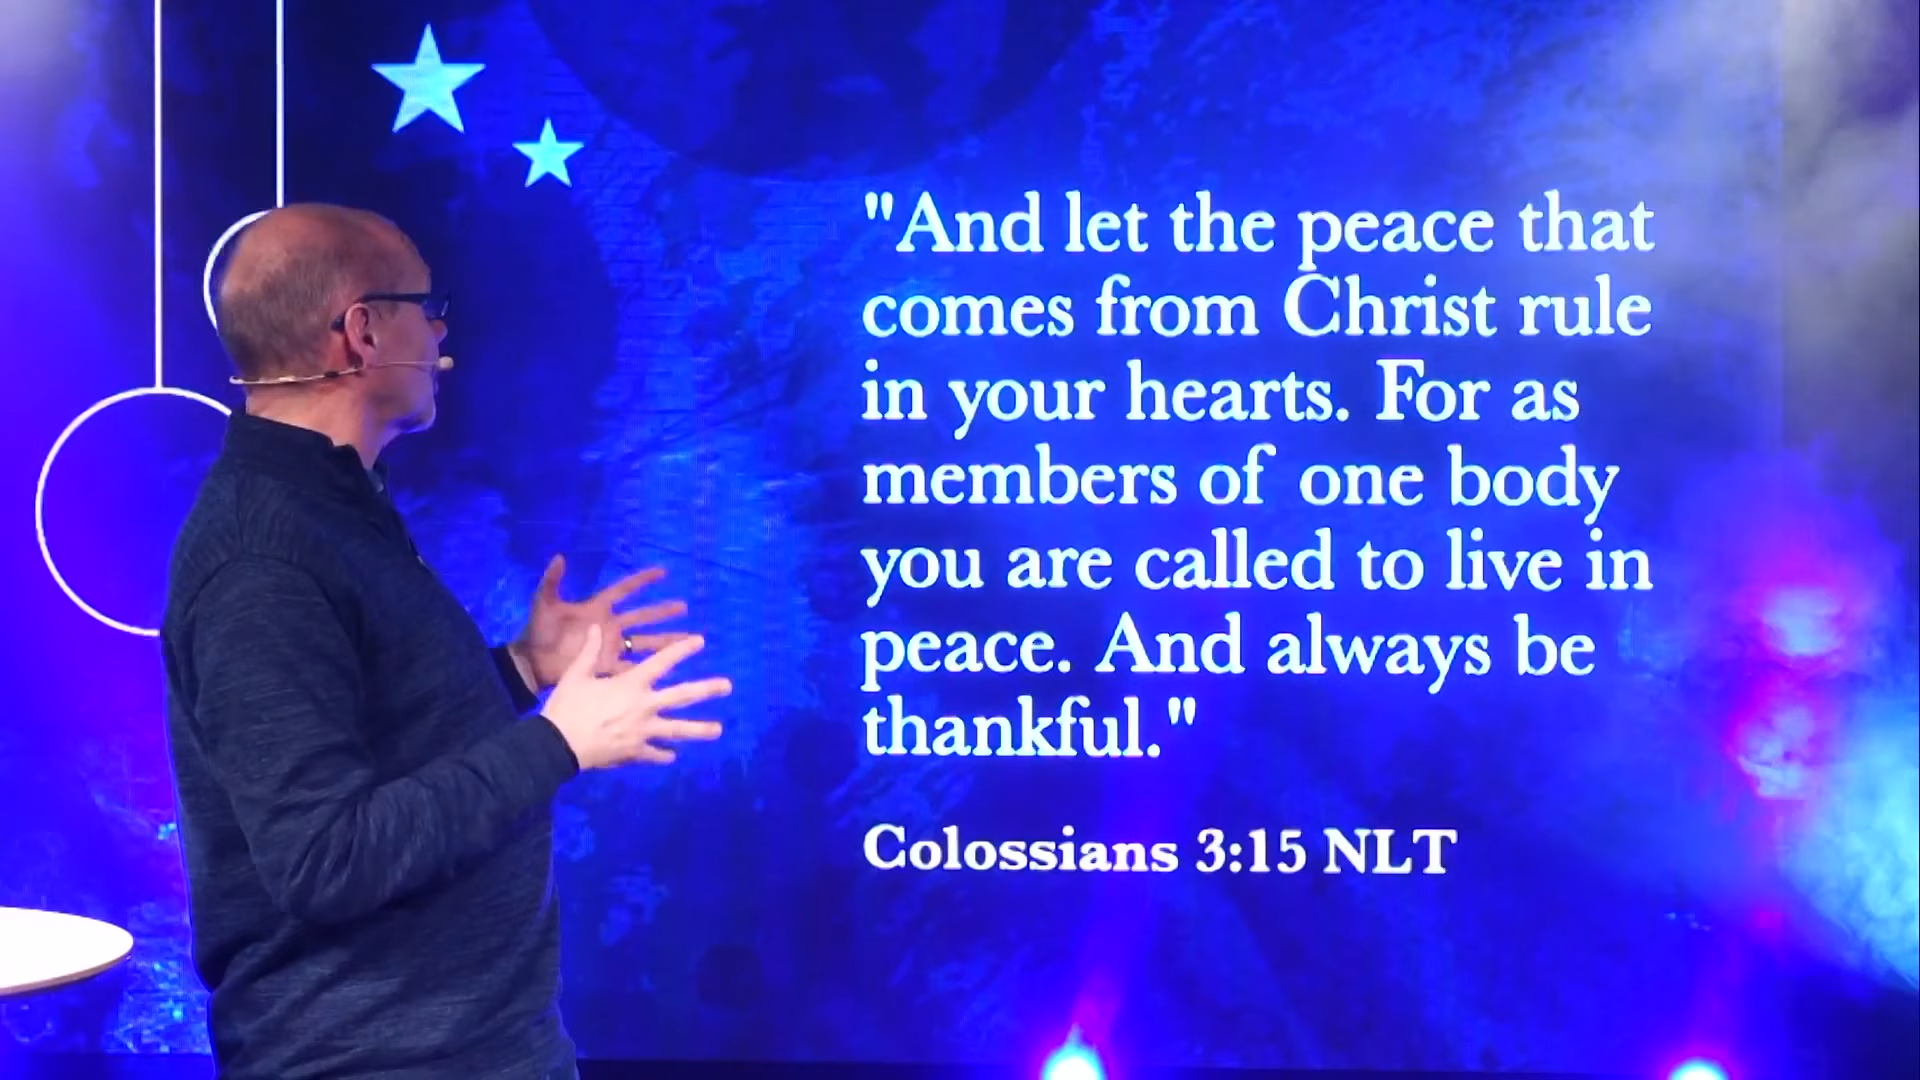 "And let the peace that
comes from Christ rule
in your hearts. For as
members of one body
you are called to live in
peace. And always be
thankful."
Colossians 3:15 NLT